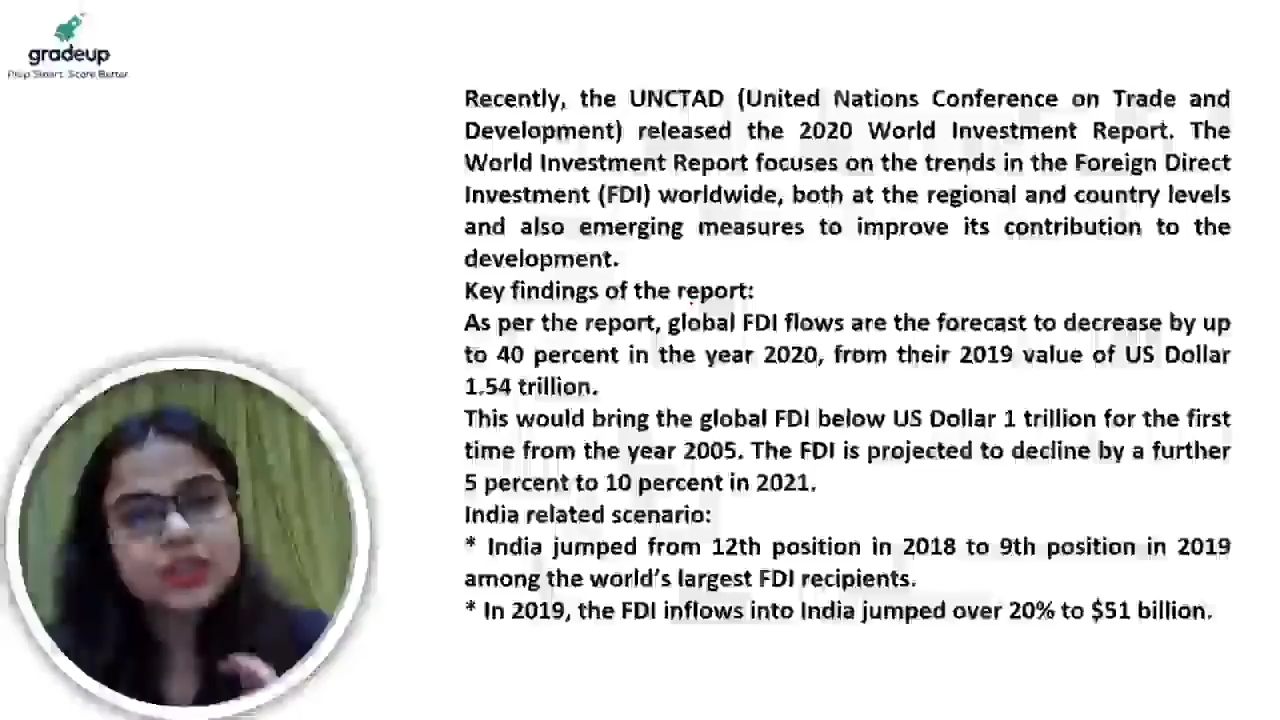 gradeup
Prep Smart. Score Better
Recently, the UNCTAD (United Nations Conference on Trade and
Development) released the 2020 World Investment Report. The
World Investment Report focuses on the trends in the Foreign Direct
Investment (FDI) worldwide, both at the regional and country levels
and also emerging measures to improve its contribution to the
development.
Key findings of the report:
As per the report, global FDI flows are the forecast to decrease by up
to 40 percent in the year 2020, from their 2019 value of US Dollar
1.54 trillion.
This would bring the global FDI below US Dollar 1 trillion for the first
time from the year 2005. The FDI is projected to decline by a further
5 percent to 10 percent in 2021.
India related scenario:
* India jumped from 12th position in 2018 to 9th position in 2019
among the world's largest FDI recipients.
* In 2019, the FDI inflows into India jumped over 20% to $51 billion.